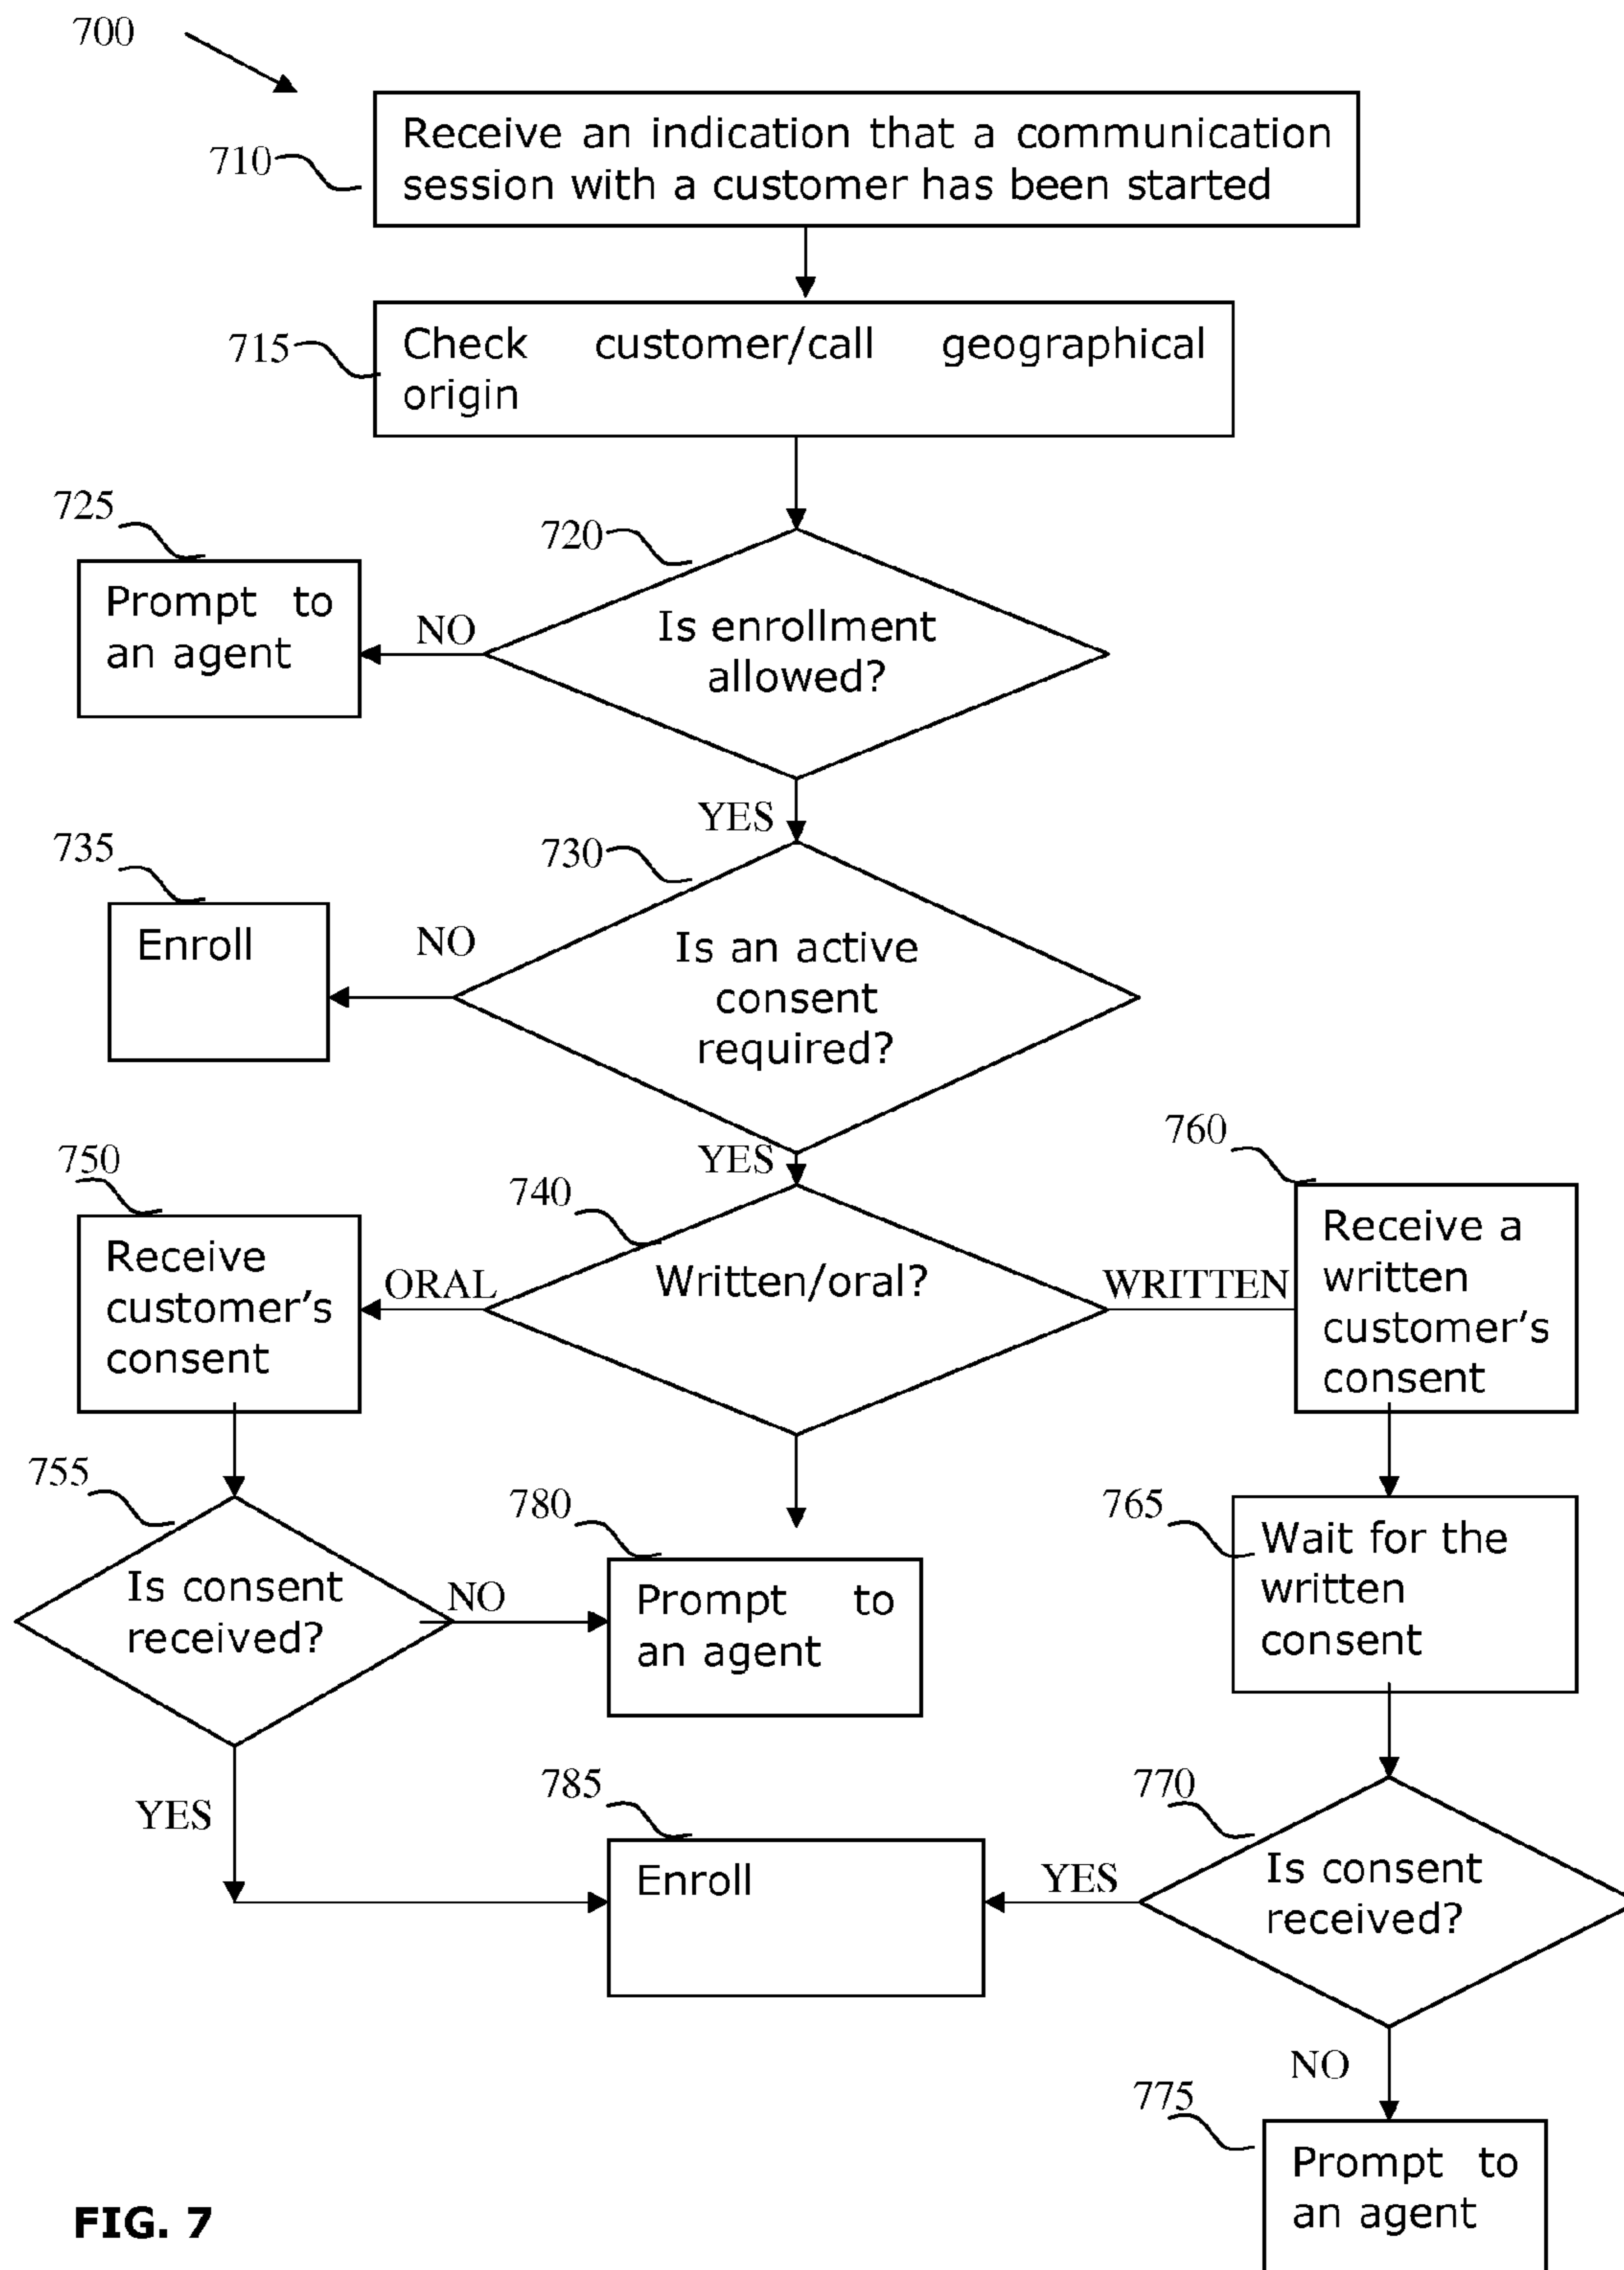 700
710
Receive an indication that a communication
session with a customer has been started
715
Check customer/call geographical
origin
725
Prompt to
an agent
NO
720
Is enrollment
allowed?
YES
735
Enroll
NO
730
Is an active
consent
required?
YES
750
Receive
customer’s
consent
ORAL
740
Written/oral?
WRITTEN
760
Receive a
written
customer’s
consent
755
Is consent
received?
NO
780
Prompt to
an agent
765
Wait for the
written
consent
YES
785
Enroll
YES
770
Is consent
received?
NO
775
Prompt to
an agent
FIG. 7